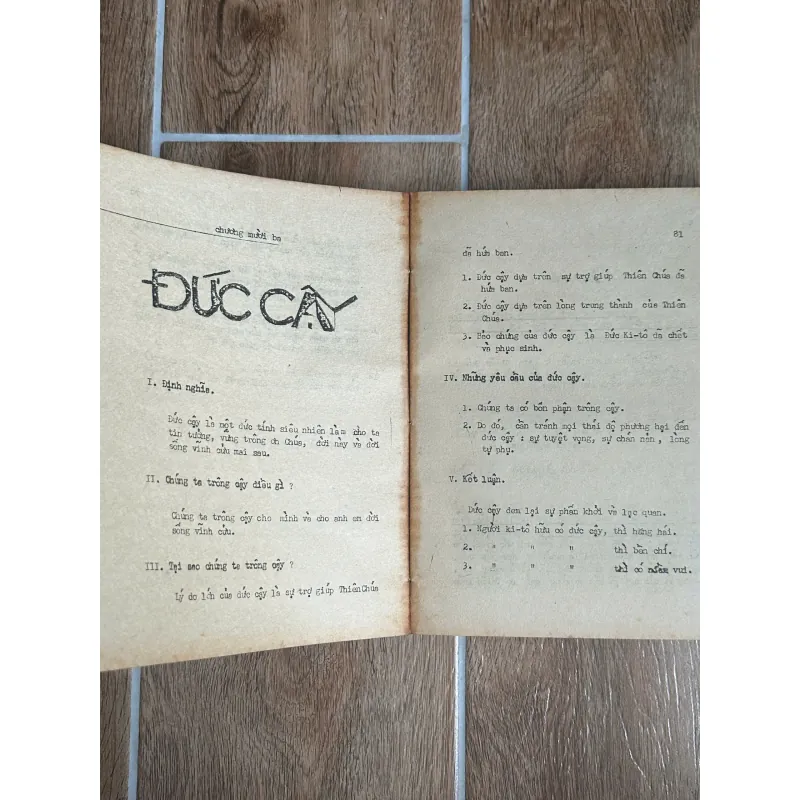 chương mười ba
ĐỨC CẬY
I. Định nghĩa.
Đức cậy là một đức tính siêu nhiên làm cho ta
tin tưởng, vững trông ơn Chúa, đời này và đời
sống vĩnh cửu mai sau.
II. Chúng ta trông cậy điều gì ?
Chúng ta trông cậy cho mình và cho anh em đời
sống vĩnh cửu.
III. Tại sao chúng ta trông cậy ?
Lý do lớn của đức cậy là sự trợ giúp Thiên Chúa
81
đã hứa ban.
1. Đức cậy dựa trên sự trợ giúp Thiên Chúa đã
hứa ban.
2. Đức cậy dựa trên lòng trung thành của Thiên
Chúa.
3. Bảo chứng của đức cậy là Đức Ki-tô đã chết
và phục sinh.
IV. Những yêu cầu của đức cậy.
1. Chúng ta có bổn phận trông cậy.
2. Do đó, cần tránh mọi thái độ phương hại đến
đức cậy : sự tuyệt vọng, sự chán nản, lòng
tự phụ.
V. Kết luận.
Đức cậy đem lại sự phấn khởi và lạc quan.
1. Người ki-tô hữu có đức cậy, thì hăng hái.
2. " " " thì bền chí.
3. " " " thì có niềm vui.